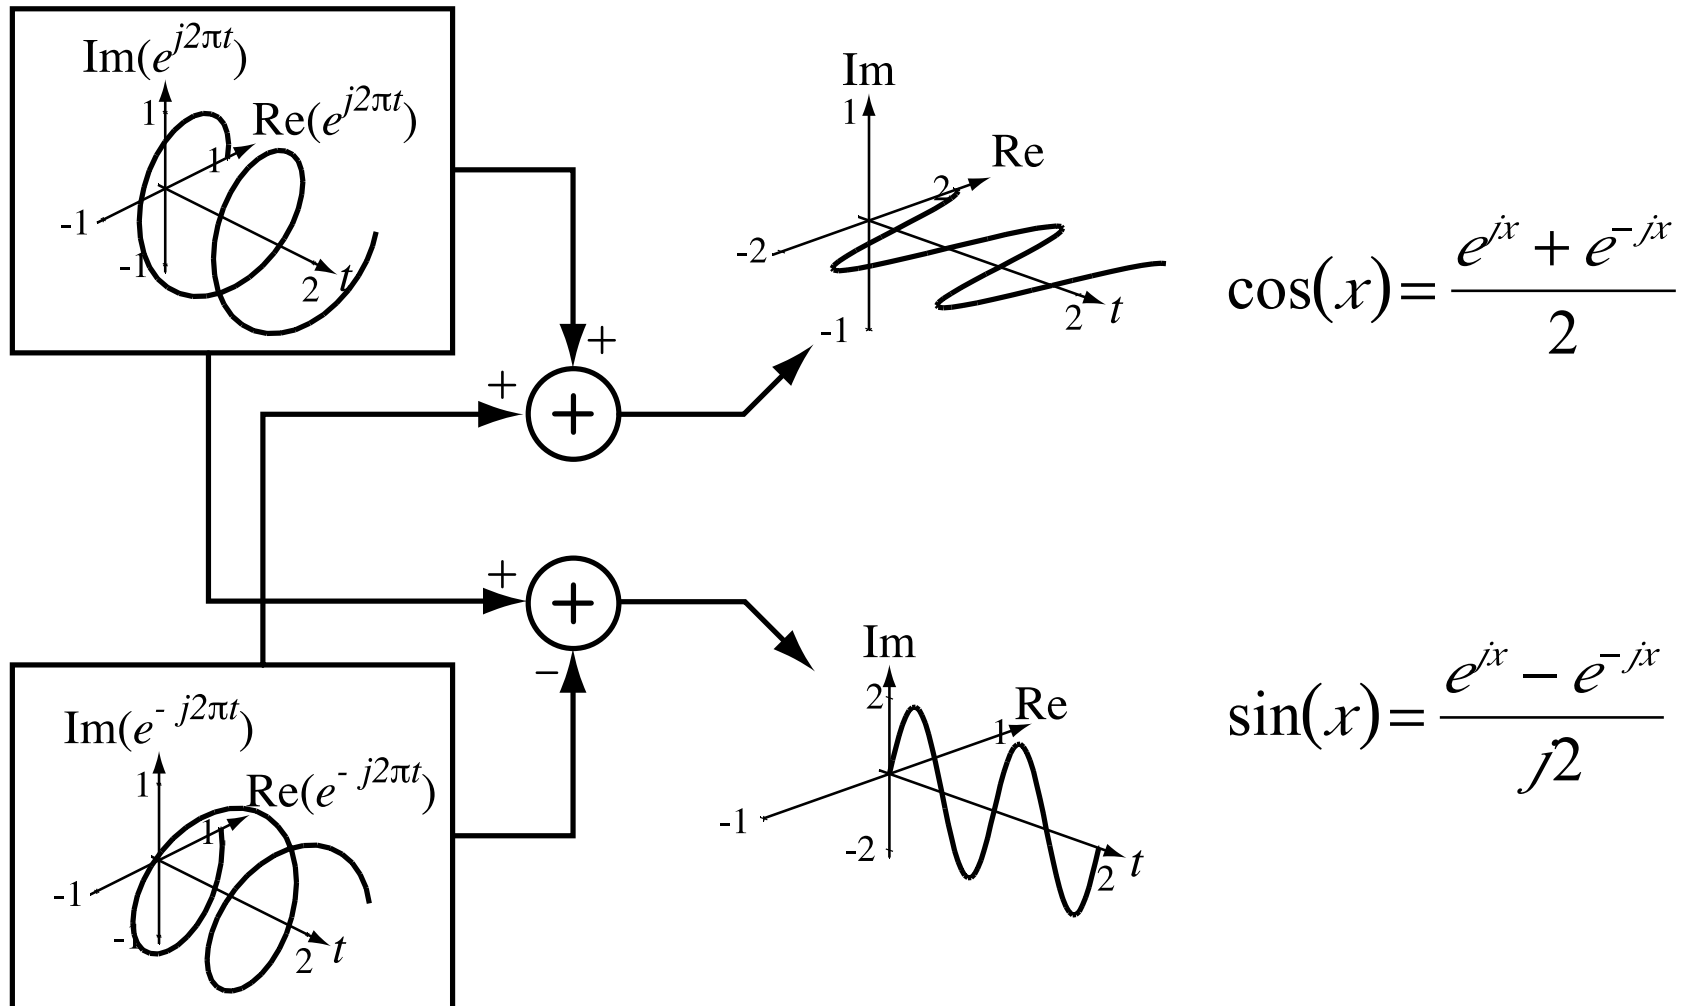 Im(e^{j2πt})
Re(e^{j2πt})
1
1
-1
-1
2 t
Im
1
Re
2
-2
-1
2 t
cos(x) = \frac{e^{jx} + e^{-jx}}{2}
+
+
+
+
+
−
Im(e^{- j2πt})
Re(e^{- j2πt})
1
1
-1
-1
2 t
Im
2
Re
1
-1
-2
2 t
sin(x) = \frac{e^{jx} − e^{-jx}}{j2}